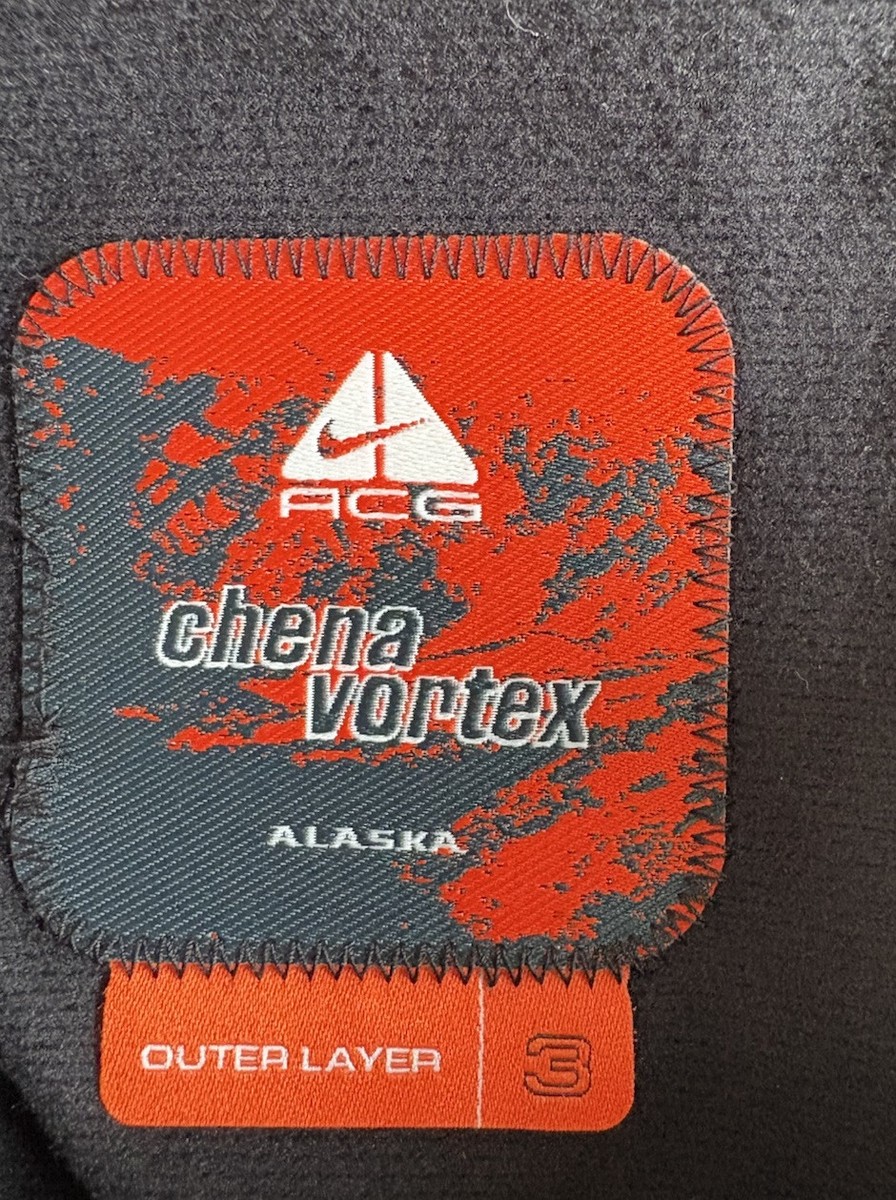 ACG
chena
vortex
ALASKA
OUTER LAYER 3